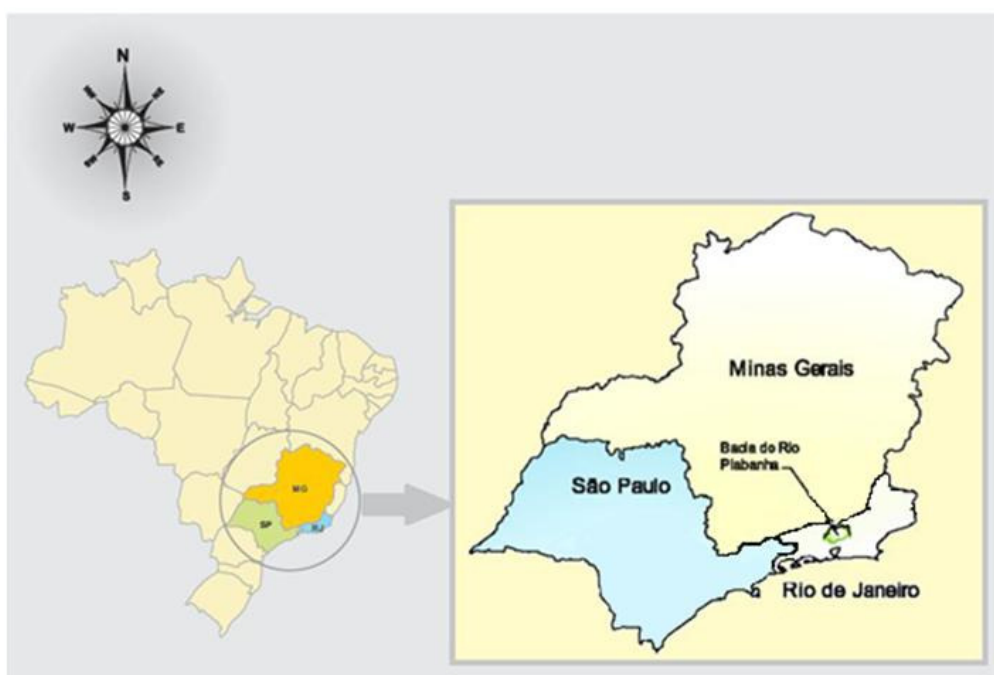 N
W
E
S
MG
SP
RJ
Minas Gerais
Bacia do Rio
Piabanha
São Paulo
Rio de Janeiro